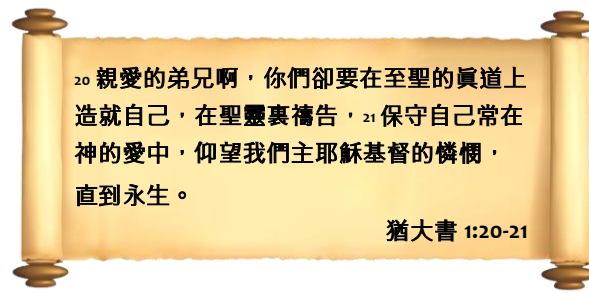 20 親愛的弟兄啊，你們卻要在至聖的眞道上
造就自己，在聖靈裏禱告，21 保守自己常在
神的愛中，仰望我們主耶穌基督的憐憫，
直到永生。
猶大書 1:20-21